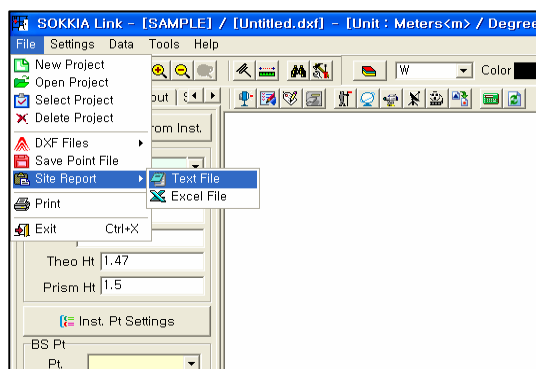 SOKKIA Link - [SAMPLE] / [Untitled.dxf] - [Unit : Meters<m> / Degree
File Settings Data Tools Help
New Project
Open Project
Select Project
Delete Project
DXF Files
Save Point File
Site Report
Print
Exit Ctrl+X
Text File
Excel File
W
Color
out
rom Inst.
Theo Ht 1.47
Prism Ht 1.5
Inst. Pt Settings
BS Pt
Pt.